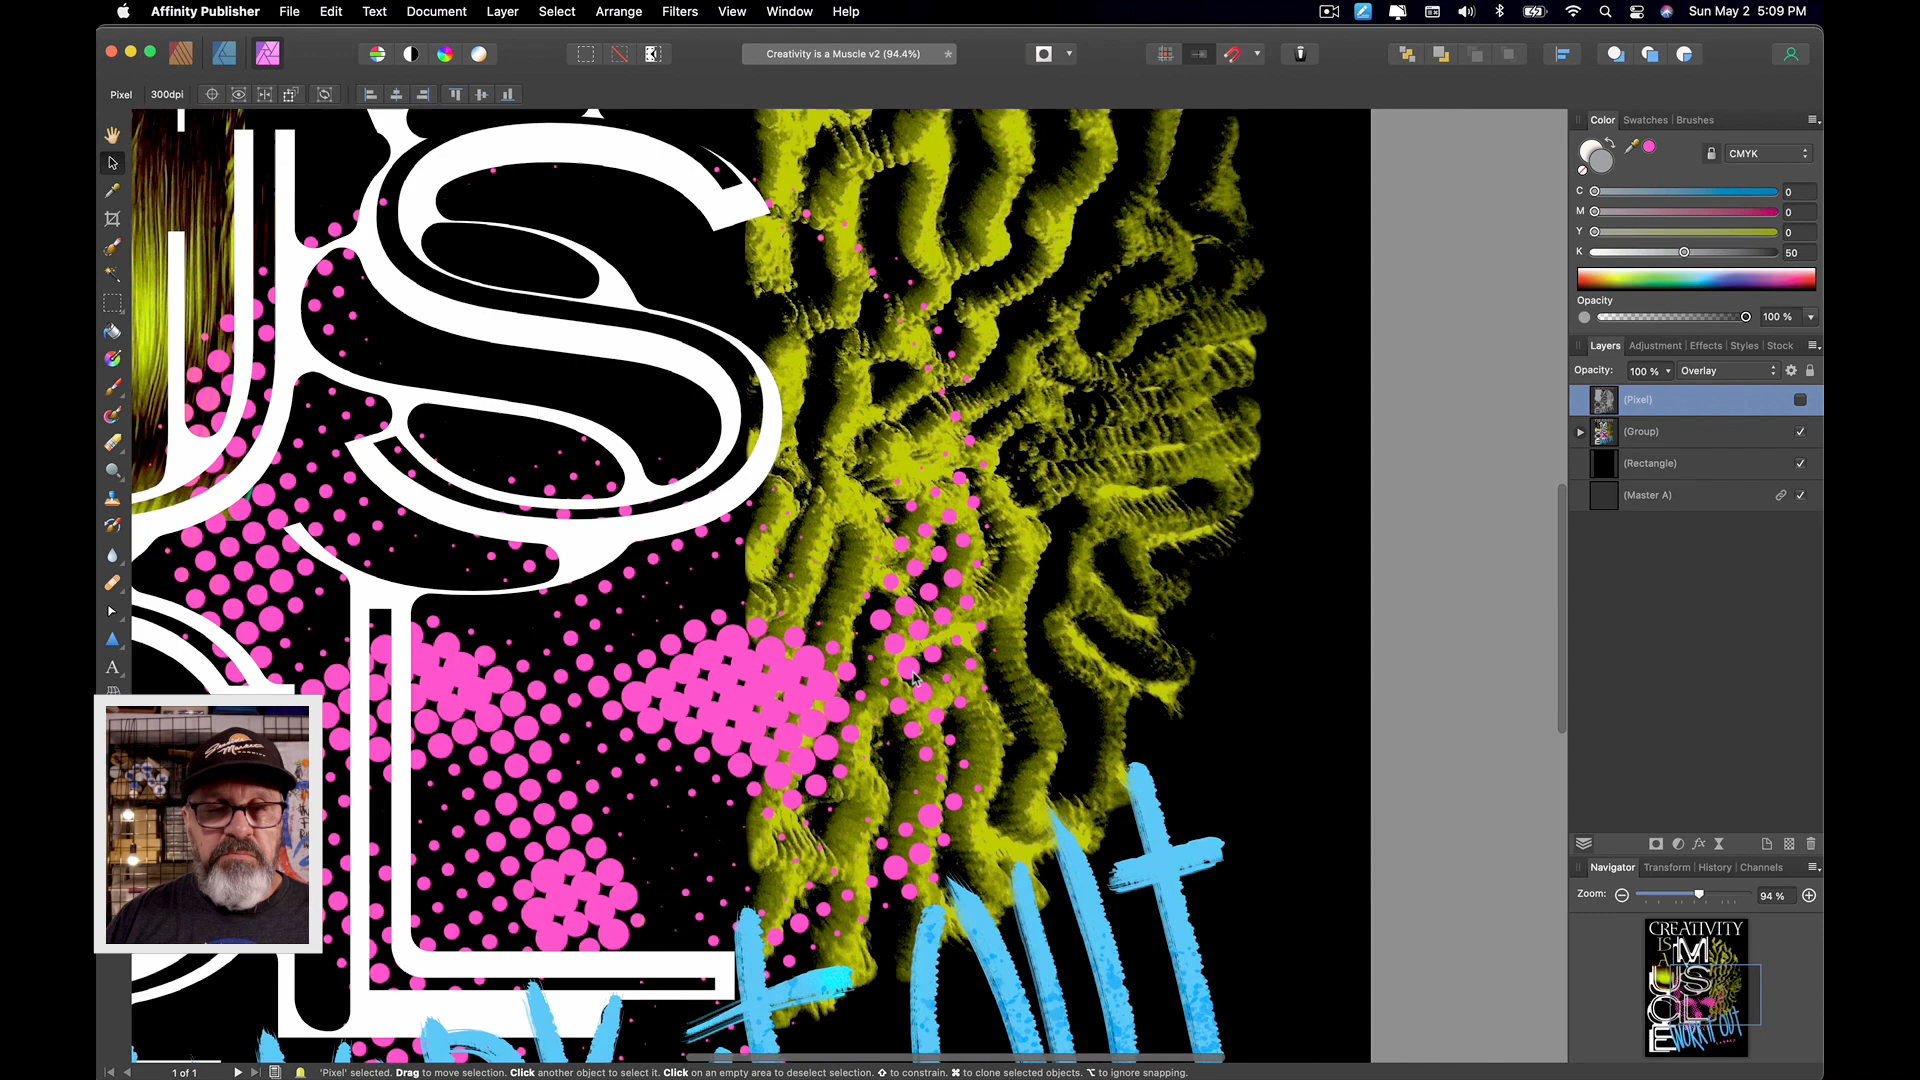 Affinity Publisher File Edit Text Document Layer Select Arrange Filters View Window Help Sun May 2 5:09 PM
Creativity is a Muscle v2 (94.4%) *
Pixel 300dpi
Color Swatches Brushes
CMYK
C 0
M 0
Y 0
K 50
Opacity
100 %
Layers Adjustment Effects Styles Stock
Opacity: 100 % Overlay
(Pixel)
(Group)
(Rectangle)
(Master A)
fx
Navigator Transform History Channels
Zoom: 94 %
CREATIVITY
IS
A
M
U
S
C
L
E
WORK IT OUT
1 of 1 'Pixel' selected. Drag to move selection. Click another object to select it. Click on an empty area to deselect selection. ⇧ to constrain. ⌘ to clone selected objects. ⌥ to ignore snapping.